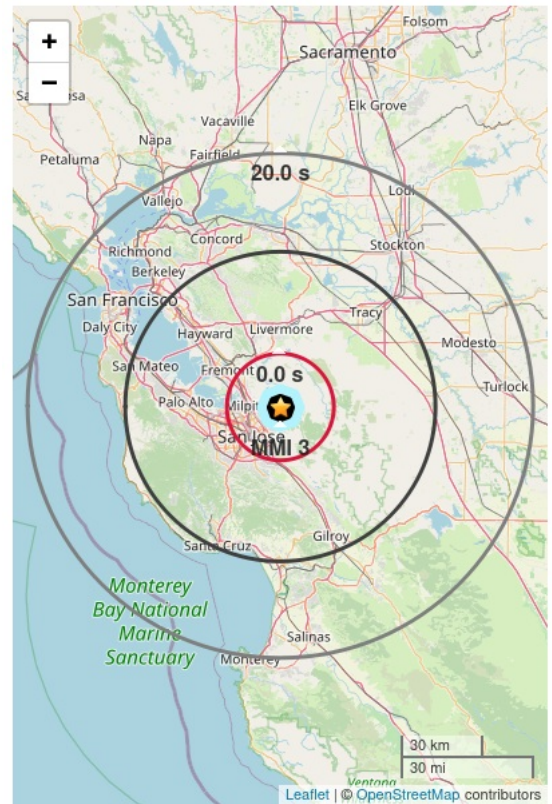 +
−
Folsom
Sacramento
Elk Grove
Vacaville
Napa
Petaluma
Fairfield
20.0 s
Lodi
Vallejo
Concord
Stockton
Richmond
Berkeley
San Francisco
Tracy
Daly City
Hayward
Livermore
Modesto
San Mateo
Fremont
0.0 s
Turlock
Palo Alto
Milpit
San Jose
MMI 3
Gilroy
Santa Cruz
Monterey
Bay National
Marine
Sanctuary
Salinas
Monterey
30 km
30 mi
Ventana
Leaflet | © OpenStreetMap contributors